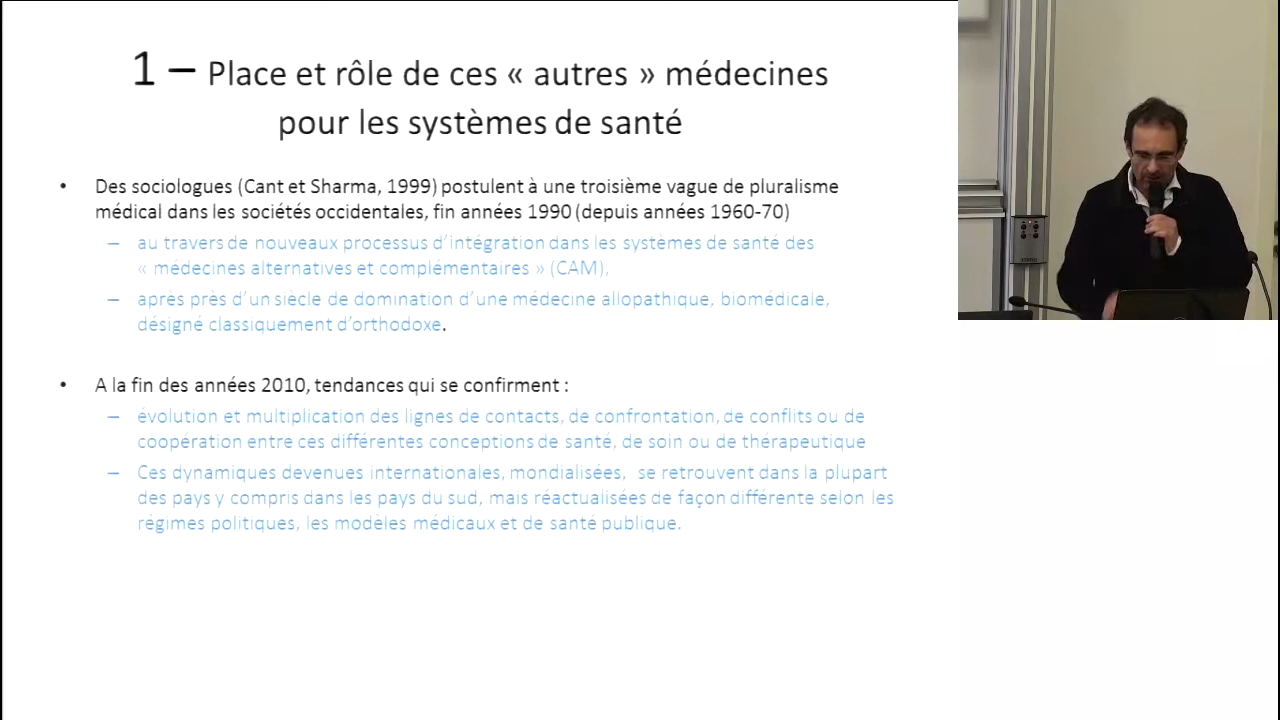 1 – Place et rôle de ces « autres » médecines
pour les systèmes de santé
• Des sociologues (Cant et Sharma, 1999) postulent à une troisième vague de pluralisme
médical dans les sociétés occidentales, fin années 1990 (depuis années 1960-70)
– au travers de nouveaux processus d'intégration dans les systèmes de santé des
« médecines alternatives et complémentaires » (CAM),
– après près d'un siècle de domination d'une médecine allopathique, biomédicale,
désigné classiquement d'orthodoxe.
• A la fin des années 2010, tendances qui se confirment :
– évolution et multiplication des lignes de contacts, de confrontation, de conflits ou de
coopération entre ces différentes conceptions de santé, de soin ou de thérapeutique
– Ces dynamiques devenues internationales, mondialisées, se retrouvent dans la plupart
des pays y compris dans les pays du sud, mais réactualisées de façon différente selon les
régimes politiques, les modèles médicaux et de santé publique.